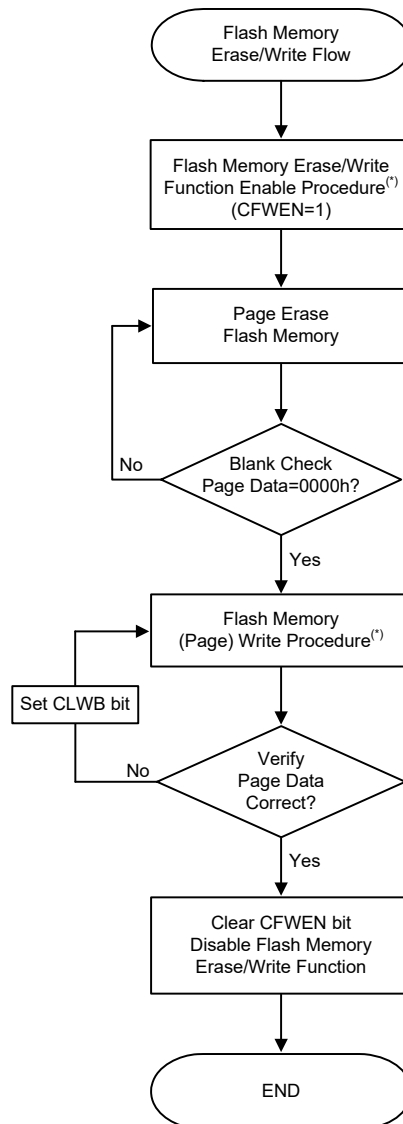 Flash Memory
Erase/Write Flow
Flash Memory Erase/Write
Function Enable Procedure(*)
(CFWEN=1)
Page Erase
Flash Memory
Blank Check
Page Data=0000h?
No
Yes
Flash Memory
(Page) Write Procedure(*)
Set CLWB bit
Verify
Page Data
Correct?
No
Yes
Clear CFWEN bit
Disable Flash Memory
Erase/Write Function
END